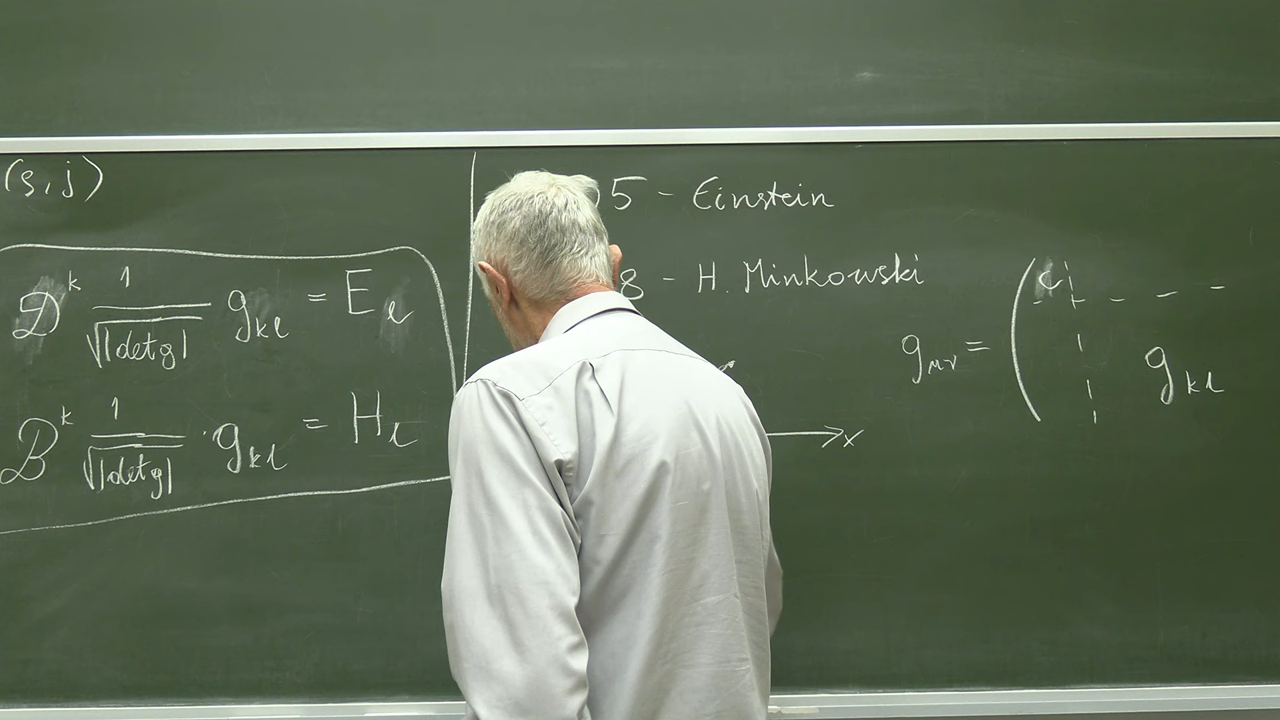 (ς, j)
𝒟^k 1/√|det g| g_kl = E_l
ℬ^k 1/√|det g| · g_kl = H_l
5 - Einstein
8 - H. Minkowski
x
g_μν = ( c
g_kl